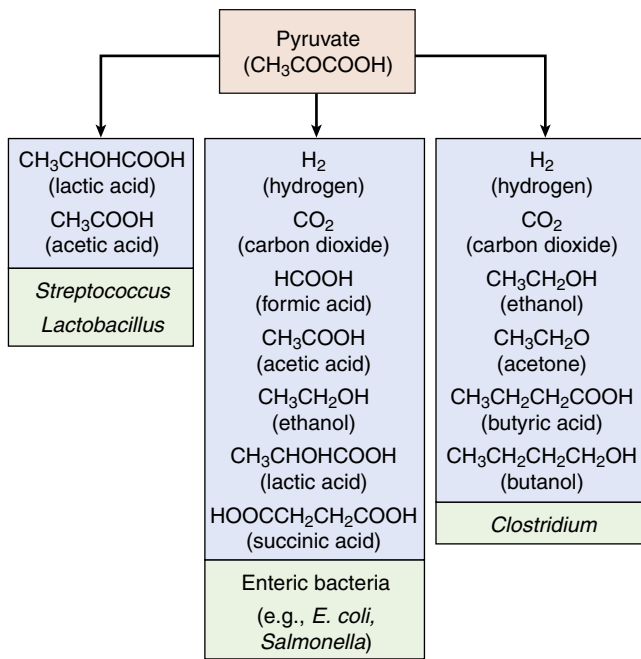 Pyruvate
(CH₃COCOOH)
CH₃CHOHCOOH
(lactic acid)
CH₃COOH
(acetic acid)
Streptococcus
Lactobacillus
H₂
(hydrogen)
CO₂
(carbon dioxide)
HCOOH
(formic acid)
CH₃COOH
(acetic acid)
CH₃CH₂OH
(ethanol)
CH₃CHOHCOOH
(lactic acid)
HOOCCH₂CH₂COOH
(succinic acid)
Enteric bacteria
(e.g., E. coli,
Salmonella)
H₂
(hydrogen)
CO₂
(carbon dioxide)
CH₃CH₂OH
(ethanol)
CH₃CH₂O
(acetone)
CH₃CH₂CH₂COOH
(butyric acid)
CH₃CH₂CH₂CH₂OH
(butanol)
Clostridium